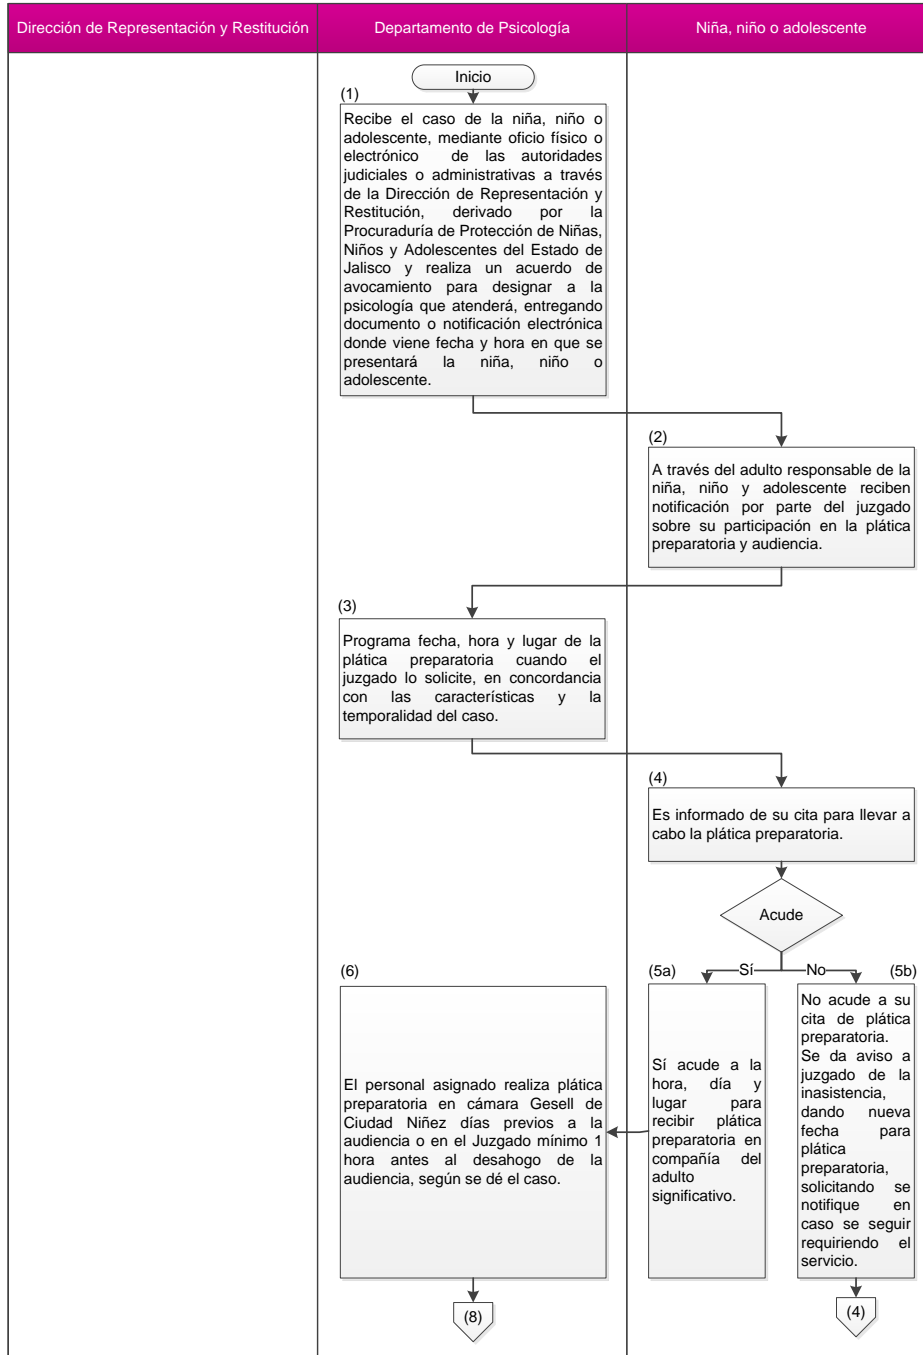 Dirección de Representación y Restitución
Departamento de Psicología
Niña, niño o adolescente
Inicio
(1)
Recibe el caso de la niña, niño o
adolescente, mediante oficio físico o
electrónico de las autoridades
judiciales o administrativas a través
de la Dirección de Representación y
Restitución, derivado por la
Procuraduría de Protección de Niñas,
Niños y Adolescentes del Estado de
Jalisco y realiza un acuerdo de
avocamiento para designar a la
psicología que atenderá, entregando
documento o notificación electrónica
donde viene fecha y hora en que se
presentará la niña, niño o
adolescente.
(2)
A través del adulto responsable de la
niña, niño y adolescente reciben
notificación por parte del juzgado
sobre su participación en la plática
preparatoria y audiencia.
(3)
Programa fecha, hora y lugar de la
plática preparatoria cuando el
juzgado lo solicite, en concordancia
con las características y la
temporalidad del caso.
(4)
Es informado de su cita para llevar a
cabo la plática preparatoria.
Acude
Sí
No
(5a)
Sí acude a la
hora, día y
lugar para
recibir plática
preparatoria en
compañía del
adulto
significativo.
(5b)
No acude a su
cita de plática
preparatoria.
Se da aviso a
juzgado de la
inasistencia,
dando nueva
fecha para
plática
preparatoria,
solicitando se
notifique en
caso se seguir
requiriendo el
servicio.
(4)
(6)
El personal asignado realiza plática
preparatoria en cámara Gesell de
Ciudad Niñez días previos a la
audiencia o en el Juzgado mínimo 1
hora antes al desahogo de la
audiencia, según se dé el caso.
(8)